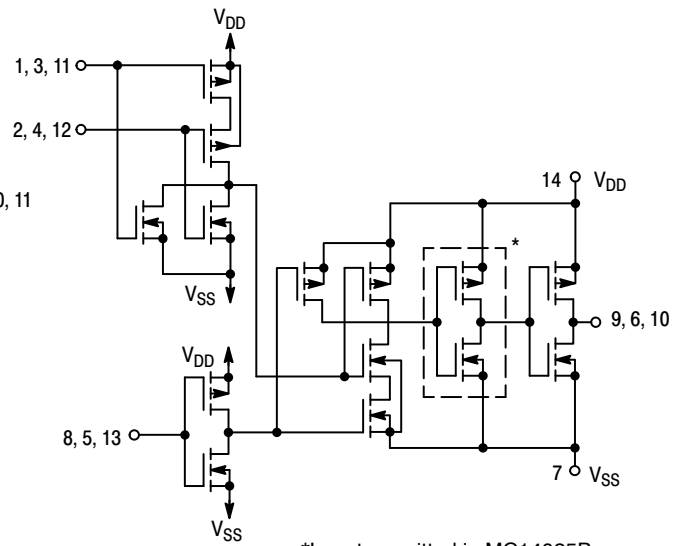 V_DD
1, 3, 11
2, 4, 12
0, 11
V_SS
14
V_DD
*
9, 6, 10
V_DD
8, 5, 13
7
V_SS
V_SS